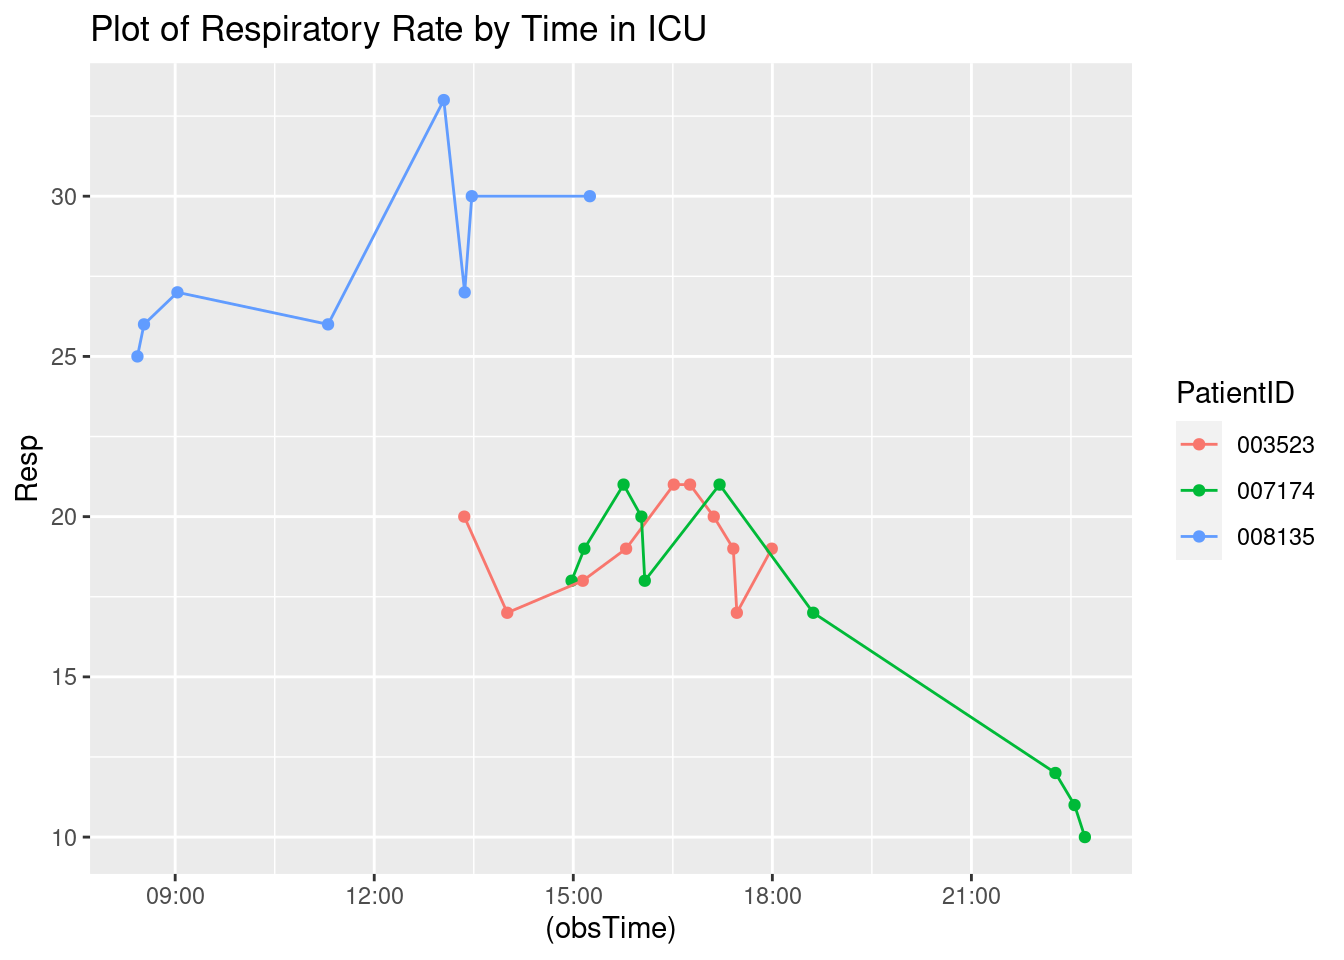 Plot of Respiratory Rate by Time in ICU
Resp
30
25
20
15
10
09:00 12:00 15:00 18:00 21:00
(obsTime)
PatientID
003523
007174
008135